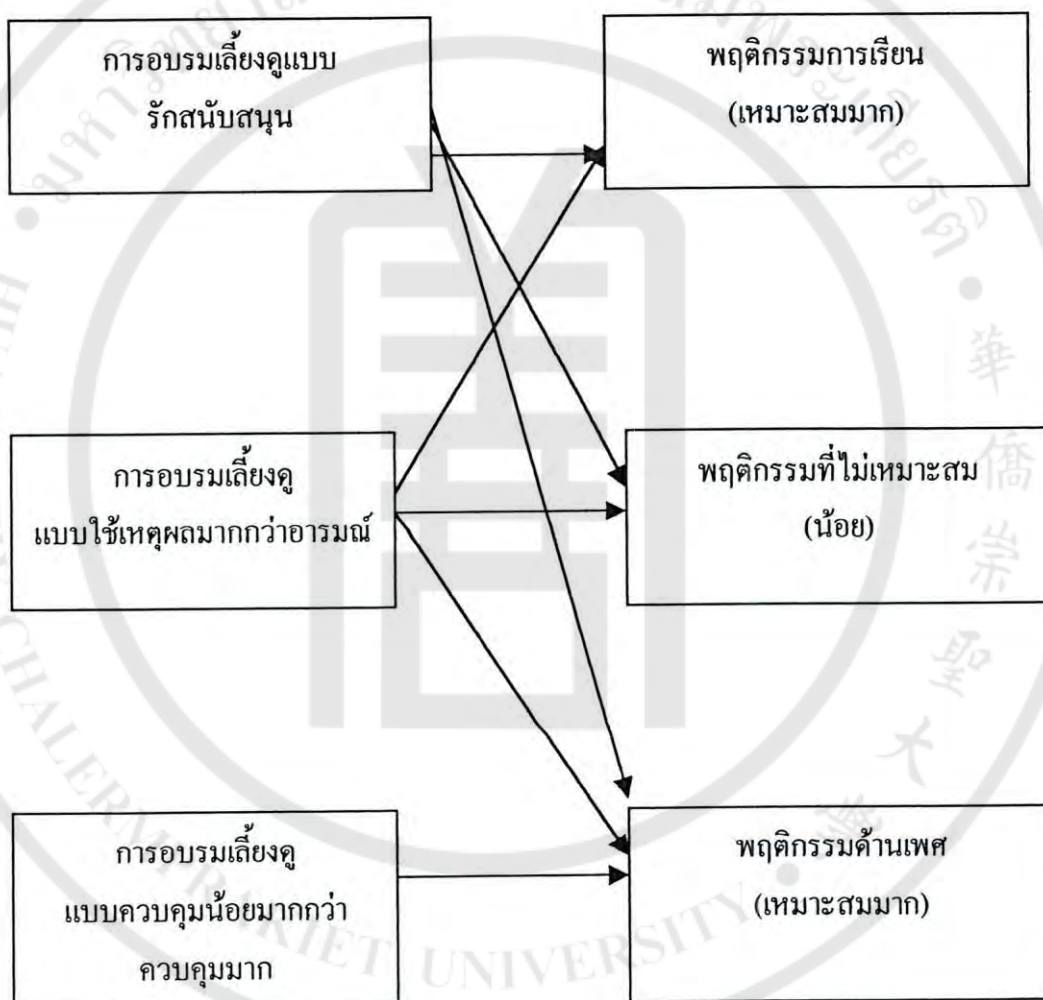 การอบรมเลี้ยงดูแบบ
รักสนับสนุน
พฤติกรรมการเรียน
(เหมาะสมมาก)
การอบรมเลี้ยงดู
แบบใช้เหตุผลมากกว่าอารมณ์
พฤติกรรมที่ไม่เหมาะสม
(น้อย)
การอบรมเลี้ยงดู
แบบควบคุมน้อยมากกว่า
ควบคุมมาก
พฤติกรรมด้านเพศ
(เหมาะสมมาก)
CHALERMPRAKIET UNIVERSITY
華僑崇聖大學